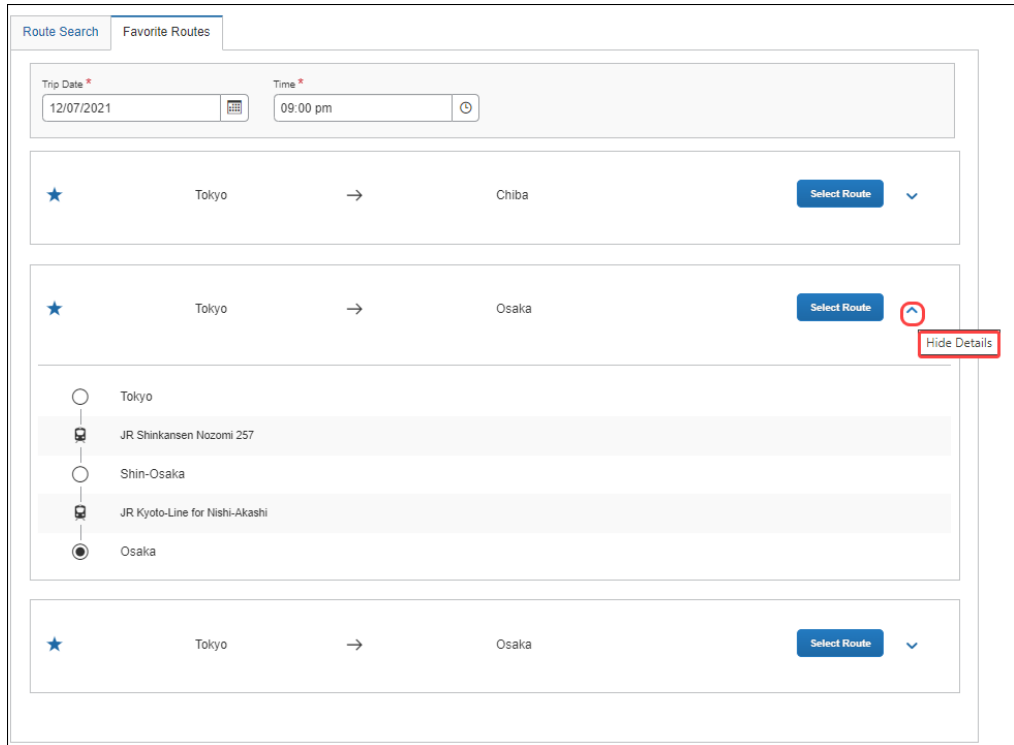 Route Search Favorite Routes
Trip Date * Time *
12/07/2021 09:00 pm
Tokyo → Chiba Select Route
Tokyo → Osaka Select Route
Hide Details
Tokyo
JR Shinkansen Nozomi 257
Shin-Osaka
JR Kyoto-Line for Nishi-Akashi
Osaka
Tokyo → Osaka Select Route